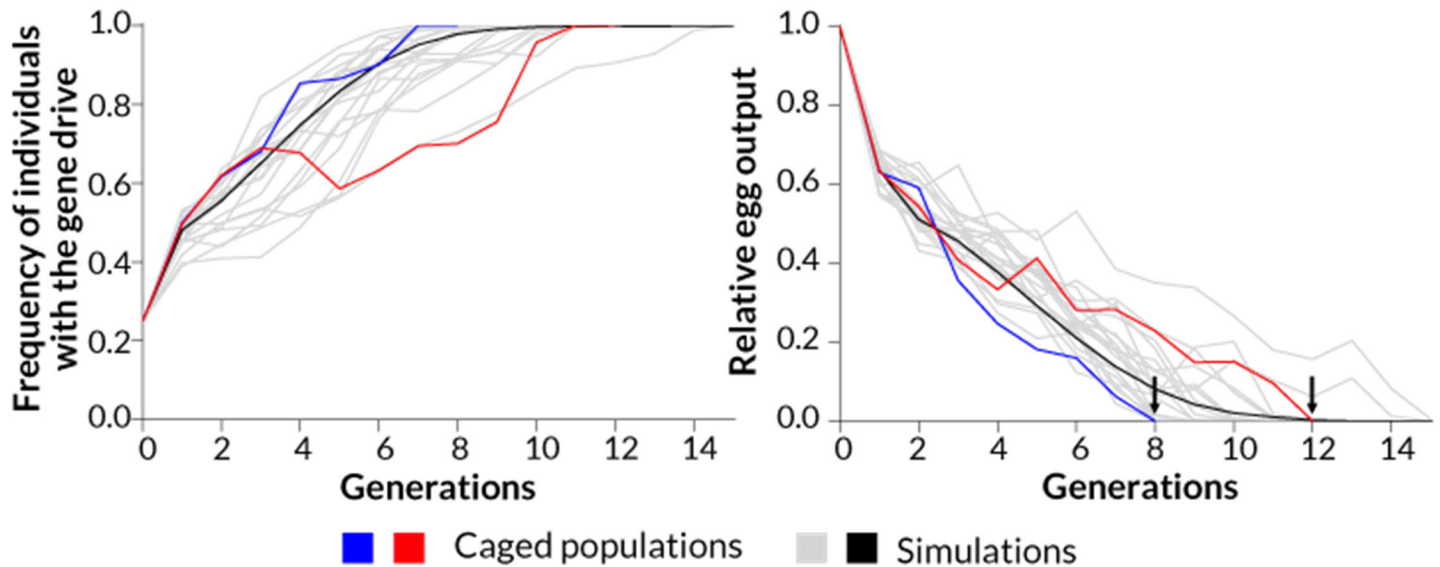 Frequency of individuals
with the gene drive
1.0
0.8
0.6
0.4
0.2
0.0
0 2 4 6 8 10 12 14
Generations
Relative egg output
1.0
0.8
0.6
0.4
0.2
0.0
0 2 4 6 8 10 12 14
Generations
Caged populations
Simulations